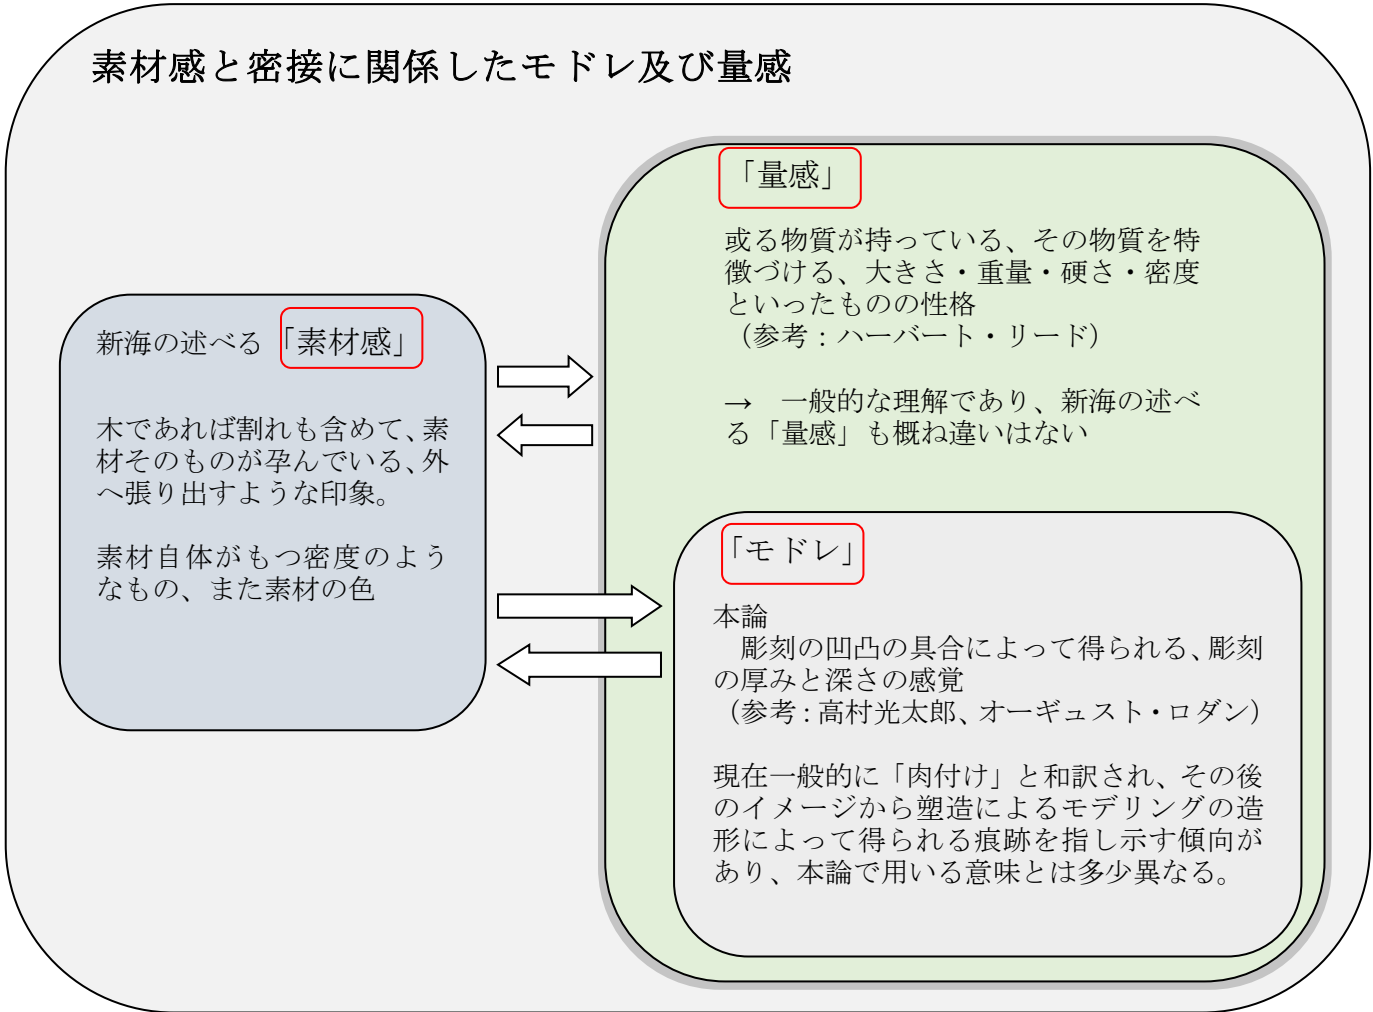 素材感と密接に関係したモドレ及び量感
新海の述べる「素材感」
木であれば割れも含めて、素
材そのものが孕んでいる、外
へ張り出すような印象。
素材自体がもつ密度のよう
なもの、また素材の色
「量感」
或る物質が持っている、その物質を特
徴づける、大きさ・重量・硬さ・密度
といったものの性格
（参考：ハーバート・リード）
→　一般的な理解であり、新海の述べ
る「量感」も概ね違いはない
「モドレ」
本論
　彫刻の凹凸の具合によって得られる、彫刻
の厚みと深さの感覚
（参考：高村光太郎、オーギュスト・ロダン）
現在一般的に「肉付け」と和訳され、その後
のイメージから塑造によるモデリングの造
形によって得られる痕跡を指し示す傾向が
あり、本論で用いる意味とは多少異なる。